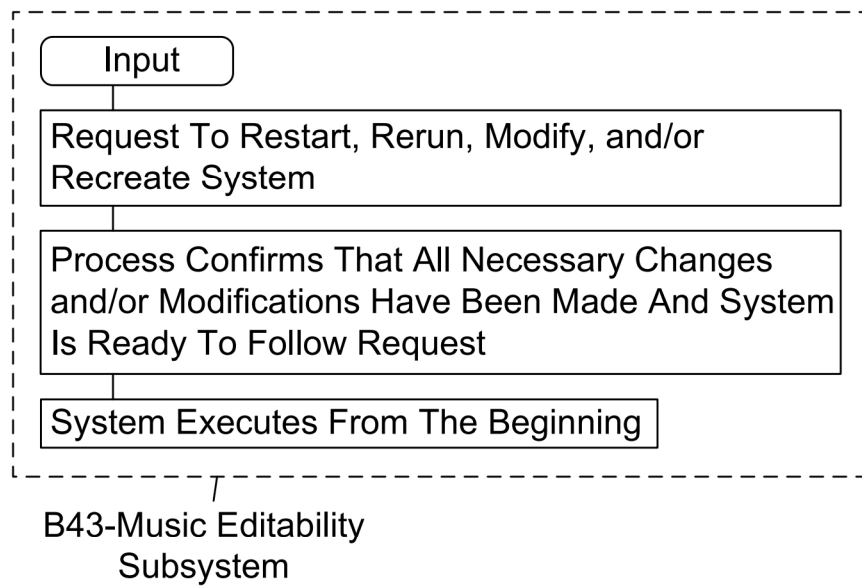 Input
Request To Restart, Rerun, Modify, and/or
Recreate System
Process Confirms That All Necessary Changes
and/or Modifications Have Been Made And System
Is Ready To Follow Request
System Executes From The Beginning
B43-Music Editability
Subsystem